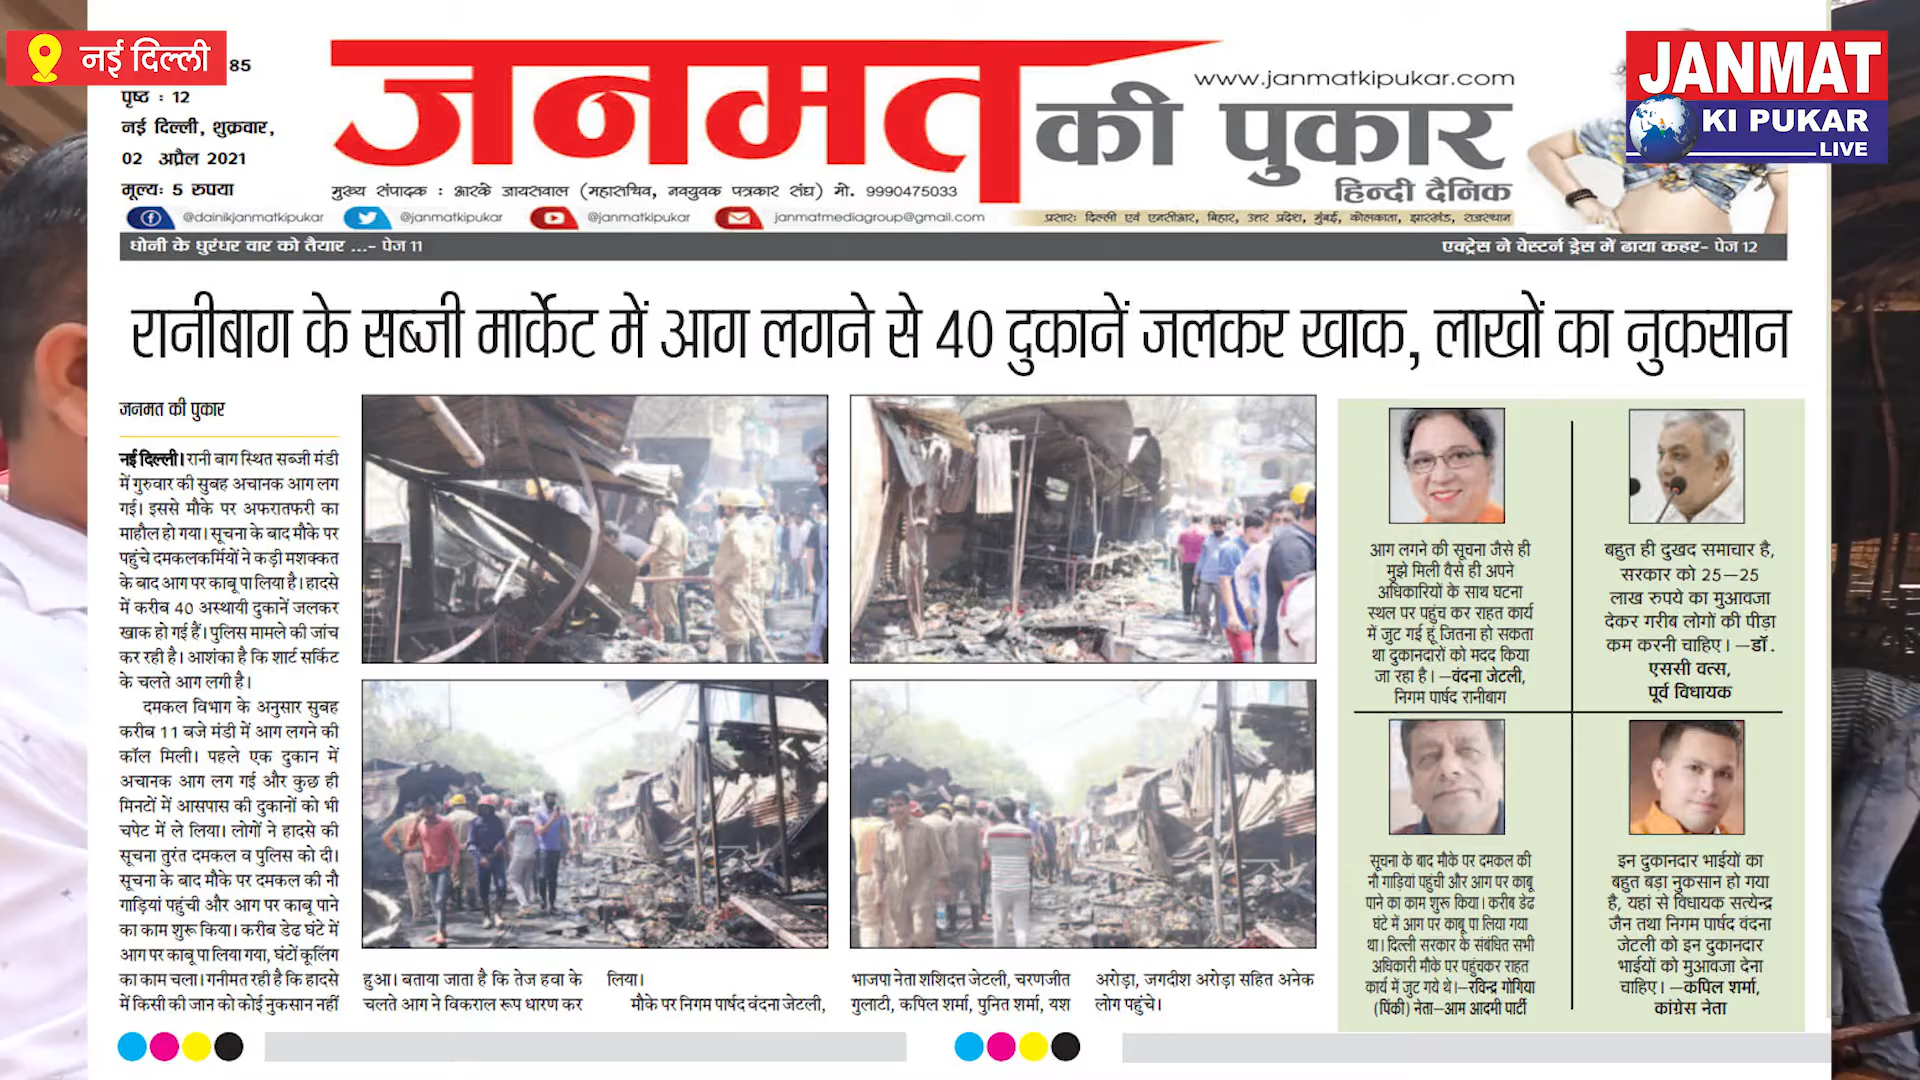 नई दिल्ली
85
पृष्ठ : 12
नई दिल्ली, शुक्रवार,
02 अप्रैल 2021
मूल्यः 5 रुपया
जनमत की पुकार
हिन्दी दैनिक
www.janmatkipukar.com
JANMAT
KI PUKAR
LIVE
मुख्य संपादक : आरके जायसवाल (महासचिव, नवयुवक पत्रकार संघ) मो. 9990475033
@dainikjanmatkipukar @janmatkipukar @janmatkipukar janmatmediagroup@gmail.com
प्रसारः दिल्ली एवं एनसीआर, बिहार, उत्तर प्रदेश, मुंबई, कोलकाता, झारखंड, राजस्थान
धोनी के धुरंधर वार को तैयार ...- पेज 11
एक्ट्रेस ने वेस्टर्न ड्रेस में ढाया कहर- पेज 12
रानीबाग के सब्जी मार्केट में आग लगने से 40 दुकानें जलकर खाक, लाखों का नुकसान
जनमत की पुकार
नई दिल्ली। रानी बाग स्थित सब्जी मंडी
में गुरुवार की सुबह अचानक आग लग
गई। इससे मौके पर अफरातफरी का
माहौल हो गया। सूचना के बाद मौके पर
पहुंचे दमकलकर्मियों ने कड़ी मशक्कत
के बाद आग पर काबू पा लिया है। हादसे
में करीब 40 अस्थायी दुकानें जलकर
खाक हो गई हैं। पुलिस मामले की जांच
कर रही है। आशंका है कि शार्ट सर्किट
के चलते आग लगी है।
दमकल विभाग के अनुसार सुबह
करीब 11 बजे मंडी में आग लगने की
कॉल मिली। पहले एक दुकान में
अचानक आग लग गई और कुछ ही
मिनटों में आसपास की दुकानों को भी
चपेट में ले लिया। लोगों ने हादसे की
सूचना तुरंत दमकल व पुलिस को दी।
सूचना के बाद मौके पर दमकल की नौ
गाड़ियां पहुंची और आग पर काबू पाने
का काम शुरू किया। करीब डेढ घंटे में
आग पर काबू पा लिया गया, घंटों कूलिंग
का काम चला। गनीमत रही है कि हादसे
में किसी की जान को कोई नुकसान नहीं
हुआ। बताया जाता है कि तेज हवा के
चलते आग ने विकराल रूप धारण कर
लिया।
मौके पर निगम पार्षद वंदना जेटली,
भाजपा नेता शशिदत्त जेटली, चरणजीत
गुलाटी, कपिल शर्मा, पुनित शर्मा, यश
अरोड़ा, जगदीश अरोड़ा सहित अनेक
लोग पहुंचे।
आग लगने की सूचना जैसे ही
मुझे मिली वैसे ही अपने
अधिकारियों के साथ घटना
स्थल पर पहुंच कर राहत कार्य
में जुट गई हूं जितना हो सकता
था दुकानदारों को मदद किया
जा रहा है। –वंदना जेटली,
निगम पार्षद रानीबाग
बहुत ही दुखद समाचार है,
सरकार को 25–25
लाख रुपये का मुआवजा
देकर गरीब लोगों की पीड़ा
कम करनी चाहिए। –डॉ.
एससी वत्स,
पूर्व विधायक
सूचना के बाद मौके पर दमकल की
नौ गाड़ियां पहुंची और आग पर काबू
पाने का काम शुरू किया। करीब डेढ
घंटे में आग पर काबू पा लिया गया
था। दिल्ली सरकार के संबंधित सभी
अधिकारी मौके पर पहुंचकर राहत
कार्य में जुट गये थे।–रविन्द्र गोगिया
(पिंकी) नेता–आम आदमी पार्टी
इन दुकानदार भाईयों का
बहुत बड़ा नुकसान हो गया
है, यहां से विधायक सत्येन्द्र
जैन तथा निगम पार्षद वंदना
जेटली को इन दुकानदार
भाईयों को मुआवजा देना
चाहिए। –कपिल शर्मा,
कांग्रेस नेता